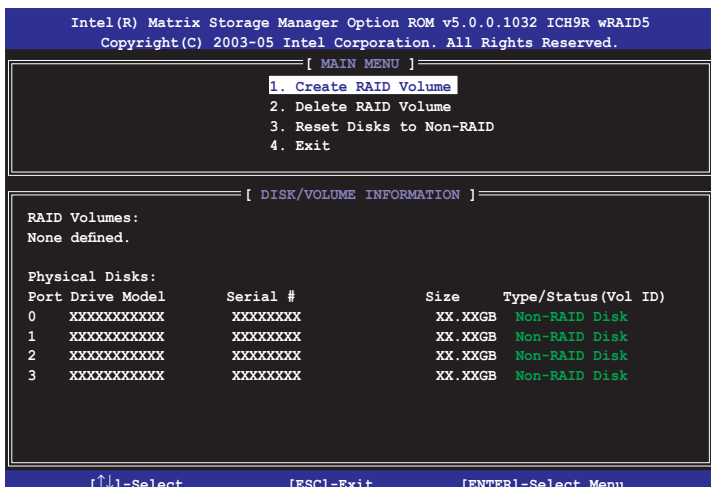 Intel(R) Matrix Storage Manager Option ROM v5.0.0.1032 ICH9R wRAID5
Copyright(C) 2003-05 Intel Corporation. All Rights Reserved.
[ MAIN MENU ]
1. Create RAID Volume
2. Delete RAID Volume
3. Reset Disks to Non-RAID
4. Exit
[ DISK/VOLUME INFORMATION ]
RAID Volumes:
None defined.
Physical Disks:
Port Drive Model Serial # Size Type/Status(Vol ID)
0 XXXXXXXXXXX XXXXXXXX XX.XXGB Non-RAID Disk
1 XXXXXXXXXXX XXXXXXXX XX.XXGB Non-RAID Disk
2 XXXXXXXXXXX XXXXXXXX XX.XXGB Non-RAID Disk
3 XXXXXXXXXXX XXXXXXXX XX.XXGB Non-RAID Disk
[↑↓]-Select [ESC]-Exit [ENTER]-Select Menu